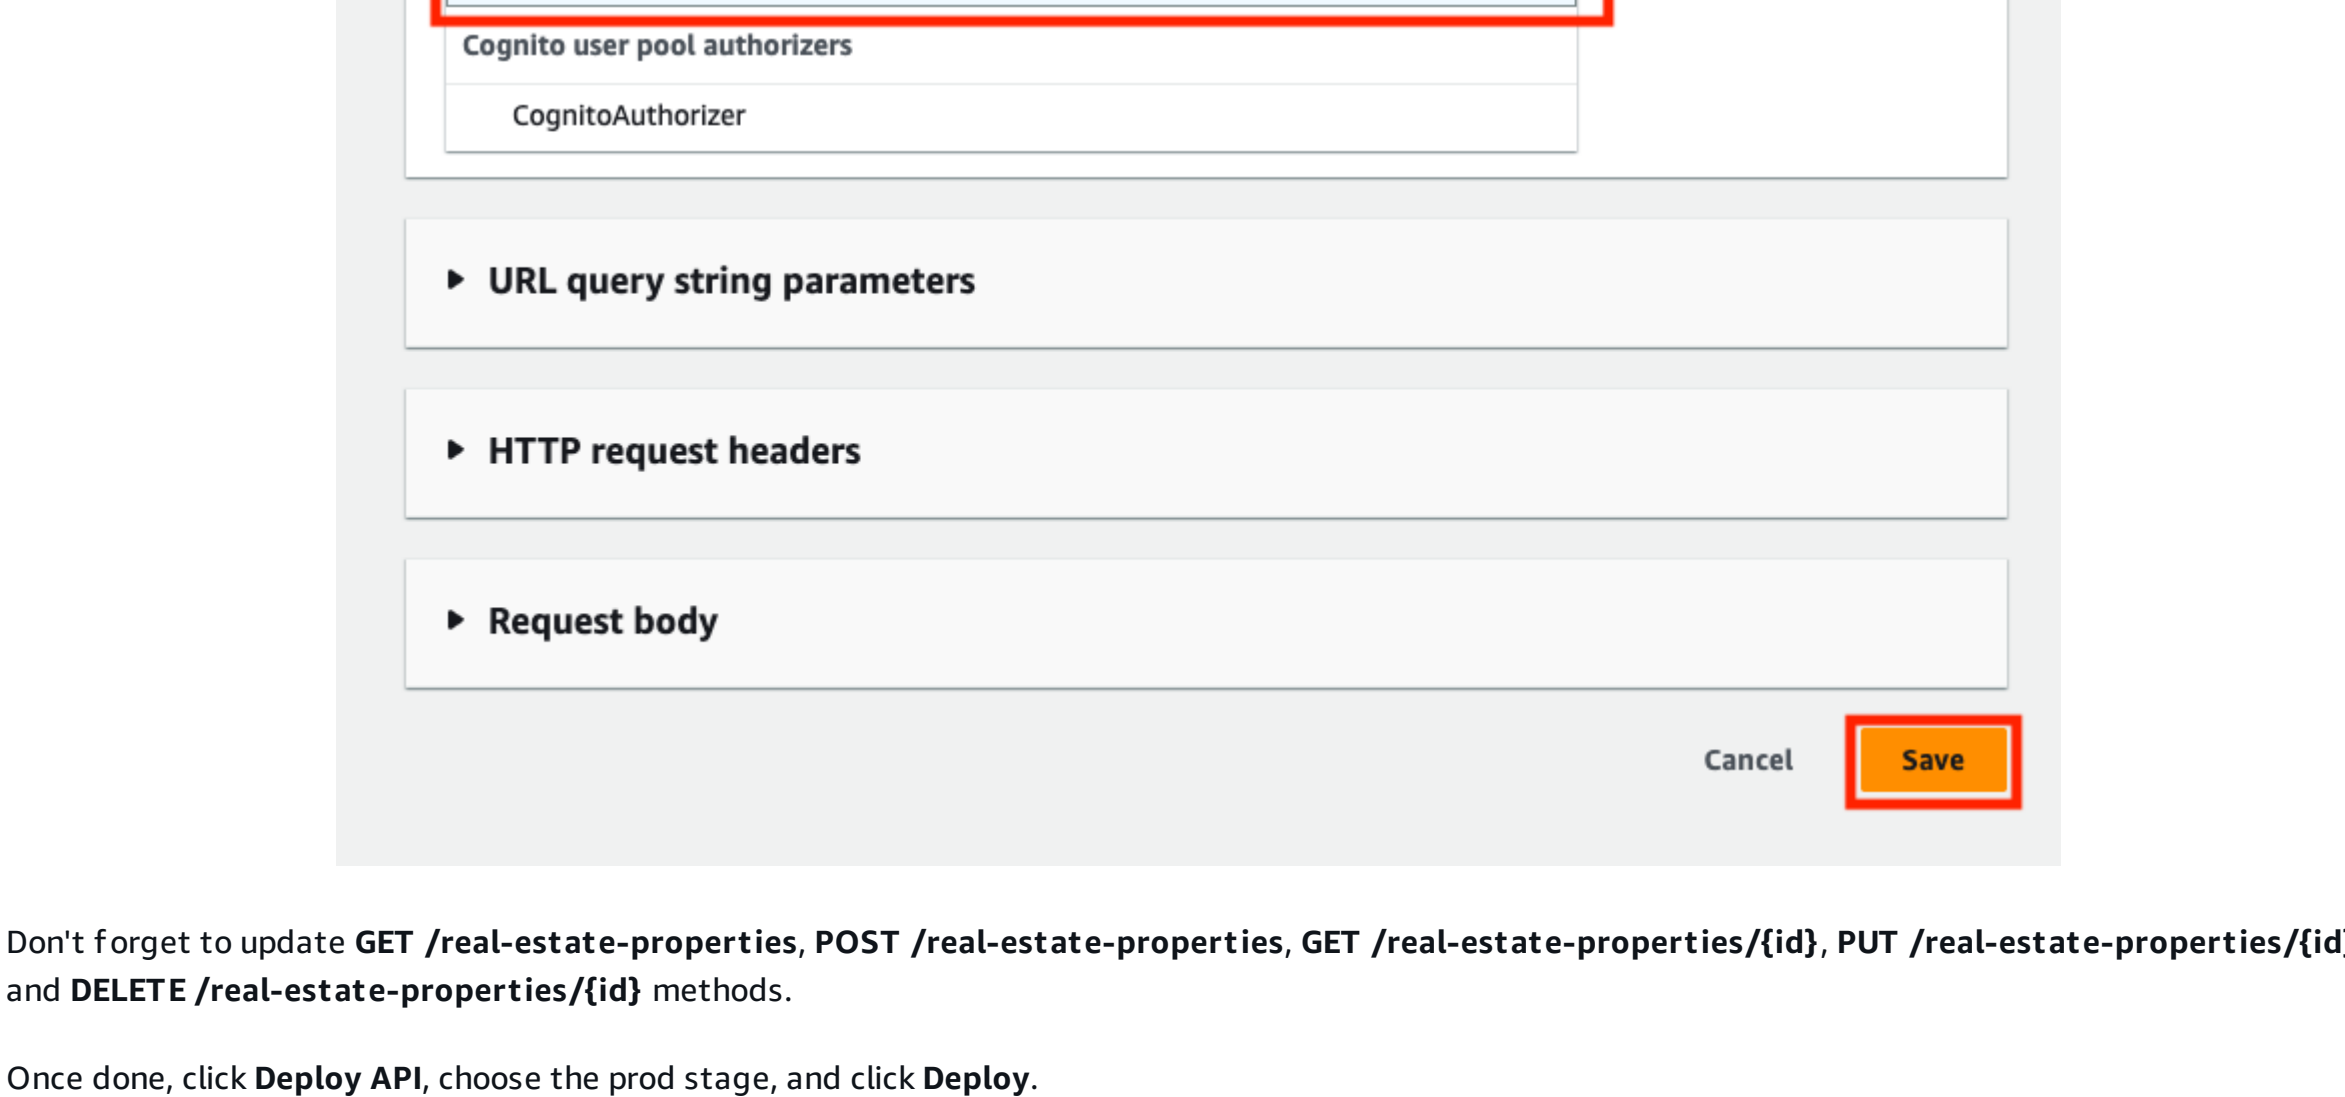 Cognito user pool authorizers
CognitoAuthorizer
URL query string parameters
HTTP request headers
Request body
Cancel
Save
Don't forget to update GET /real-estate-properties, POST /real-estate-properties, GET /real-estate-properties/{id}, PUT /real-estate-properties/{id}
and DELETE /real-estate-properties/{id} methods.
Once done, click Deploy API, choose the prod stage, and click Deploy.